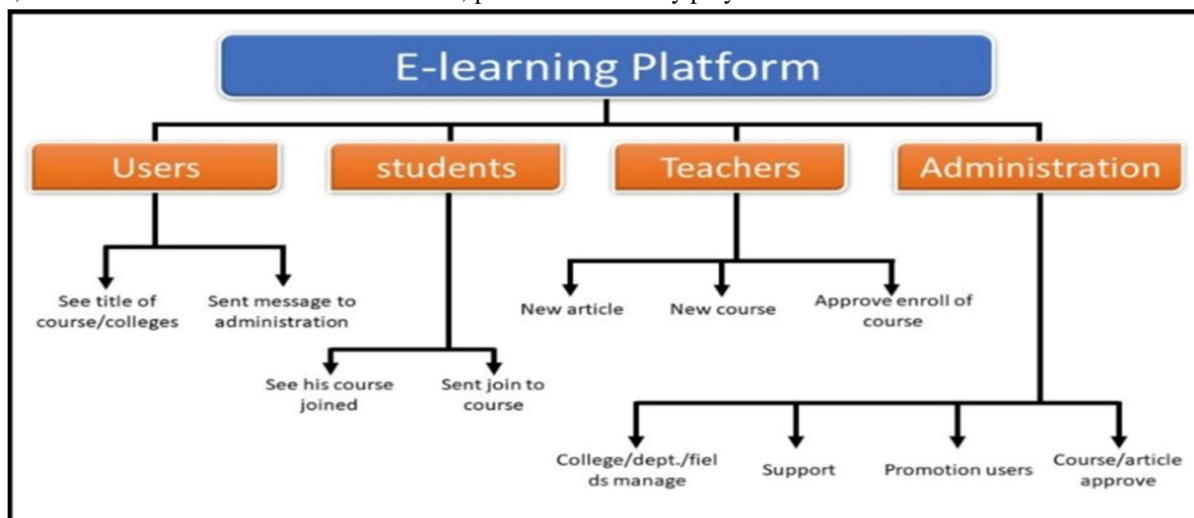 E-learning Platform
Users
students
Teachers
Administration
See title of
course/colleges
Sent message to
administration
New article
New course
Approve enroll of
course
See his course
joined
Sent join to
course
College/dept./fiel
ds manage
Support
Promotion users
Course/article
approve